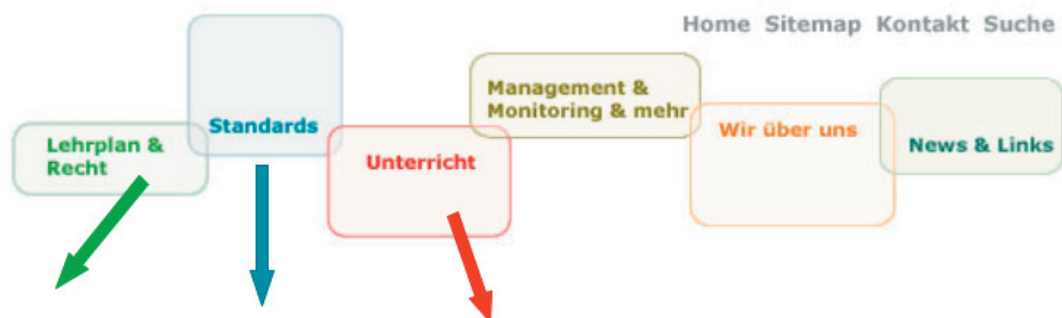 Home Sitemap Kontakt Suche
Lehrplan &
Recht
Standards
Unterricht
Management &
Monitoring & mehr
Wir über uns
News & Links